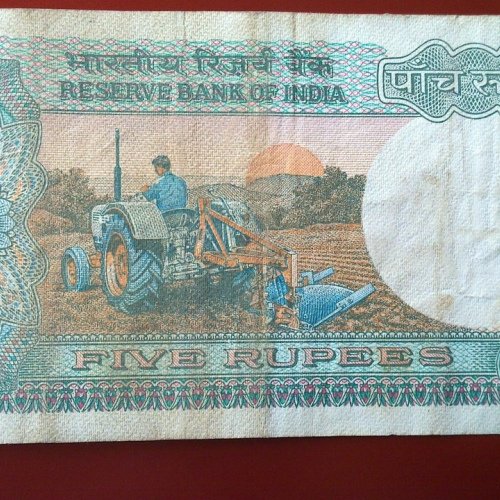 भारतीय रिज़र्व बैंक
RESERVE BANK OF INDIA
पाँच
FIVE RUPEES